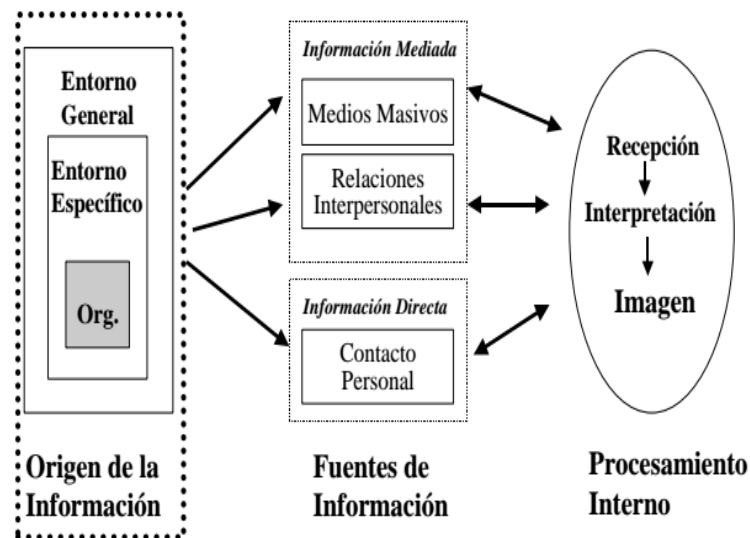 Entorno
General
Entorno
Específico
Org.
Origen de la
Información
Información Mediada
Medios Masivos
Relaciones
Interpersonales
Información Directa
Contacto
Personal
Fuentes de
Información
Recepción
Interpretación
Imagen
Procesamiento
Interno